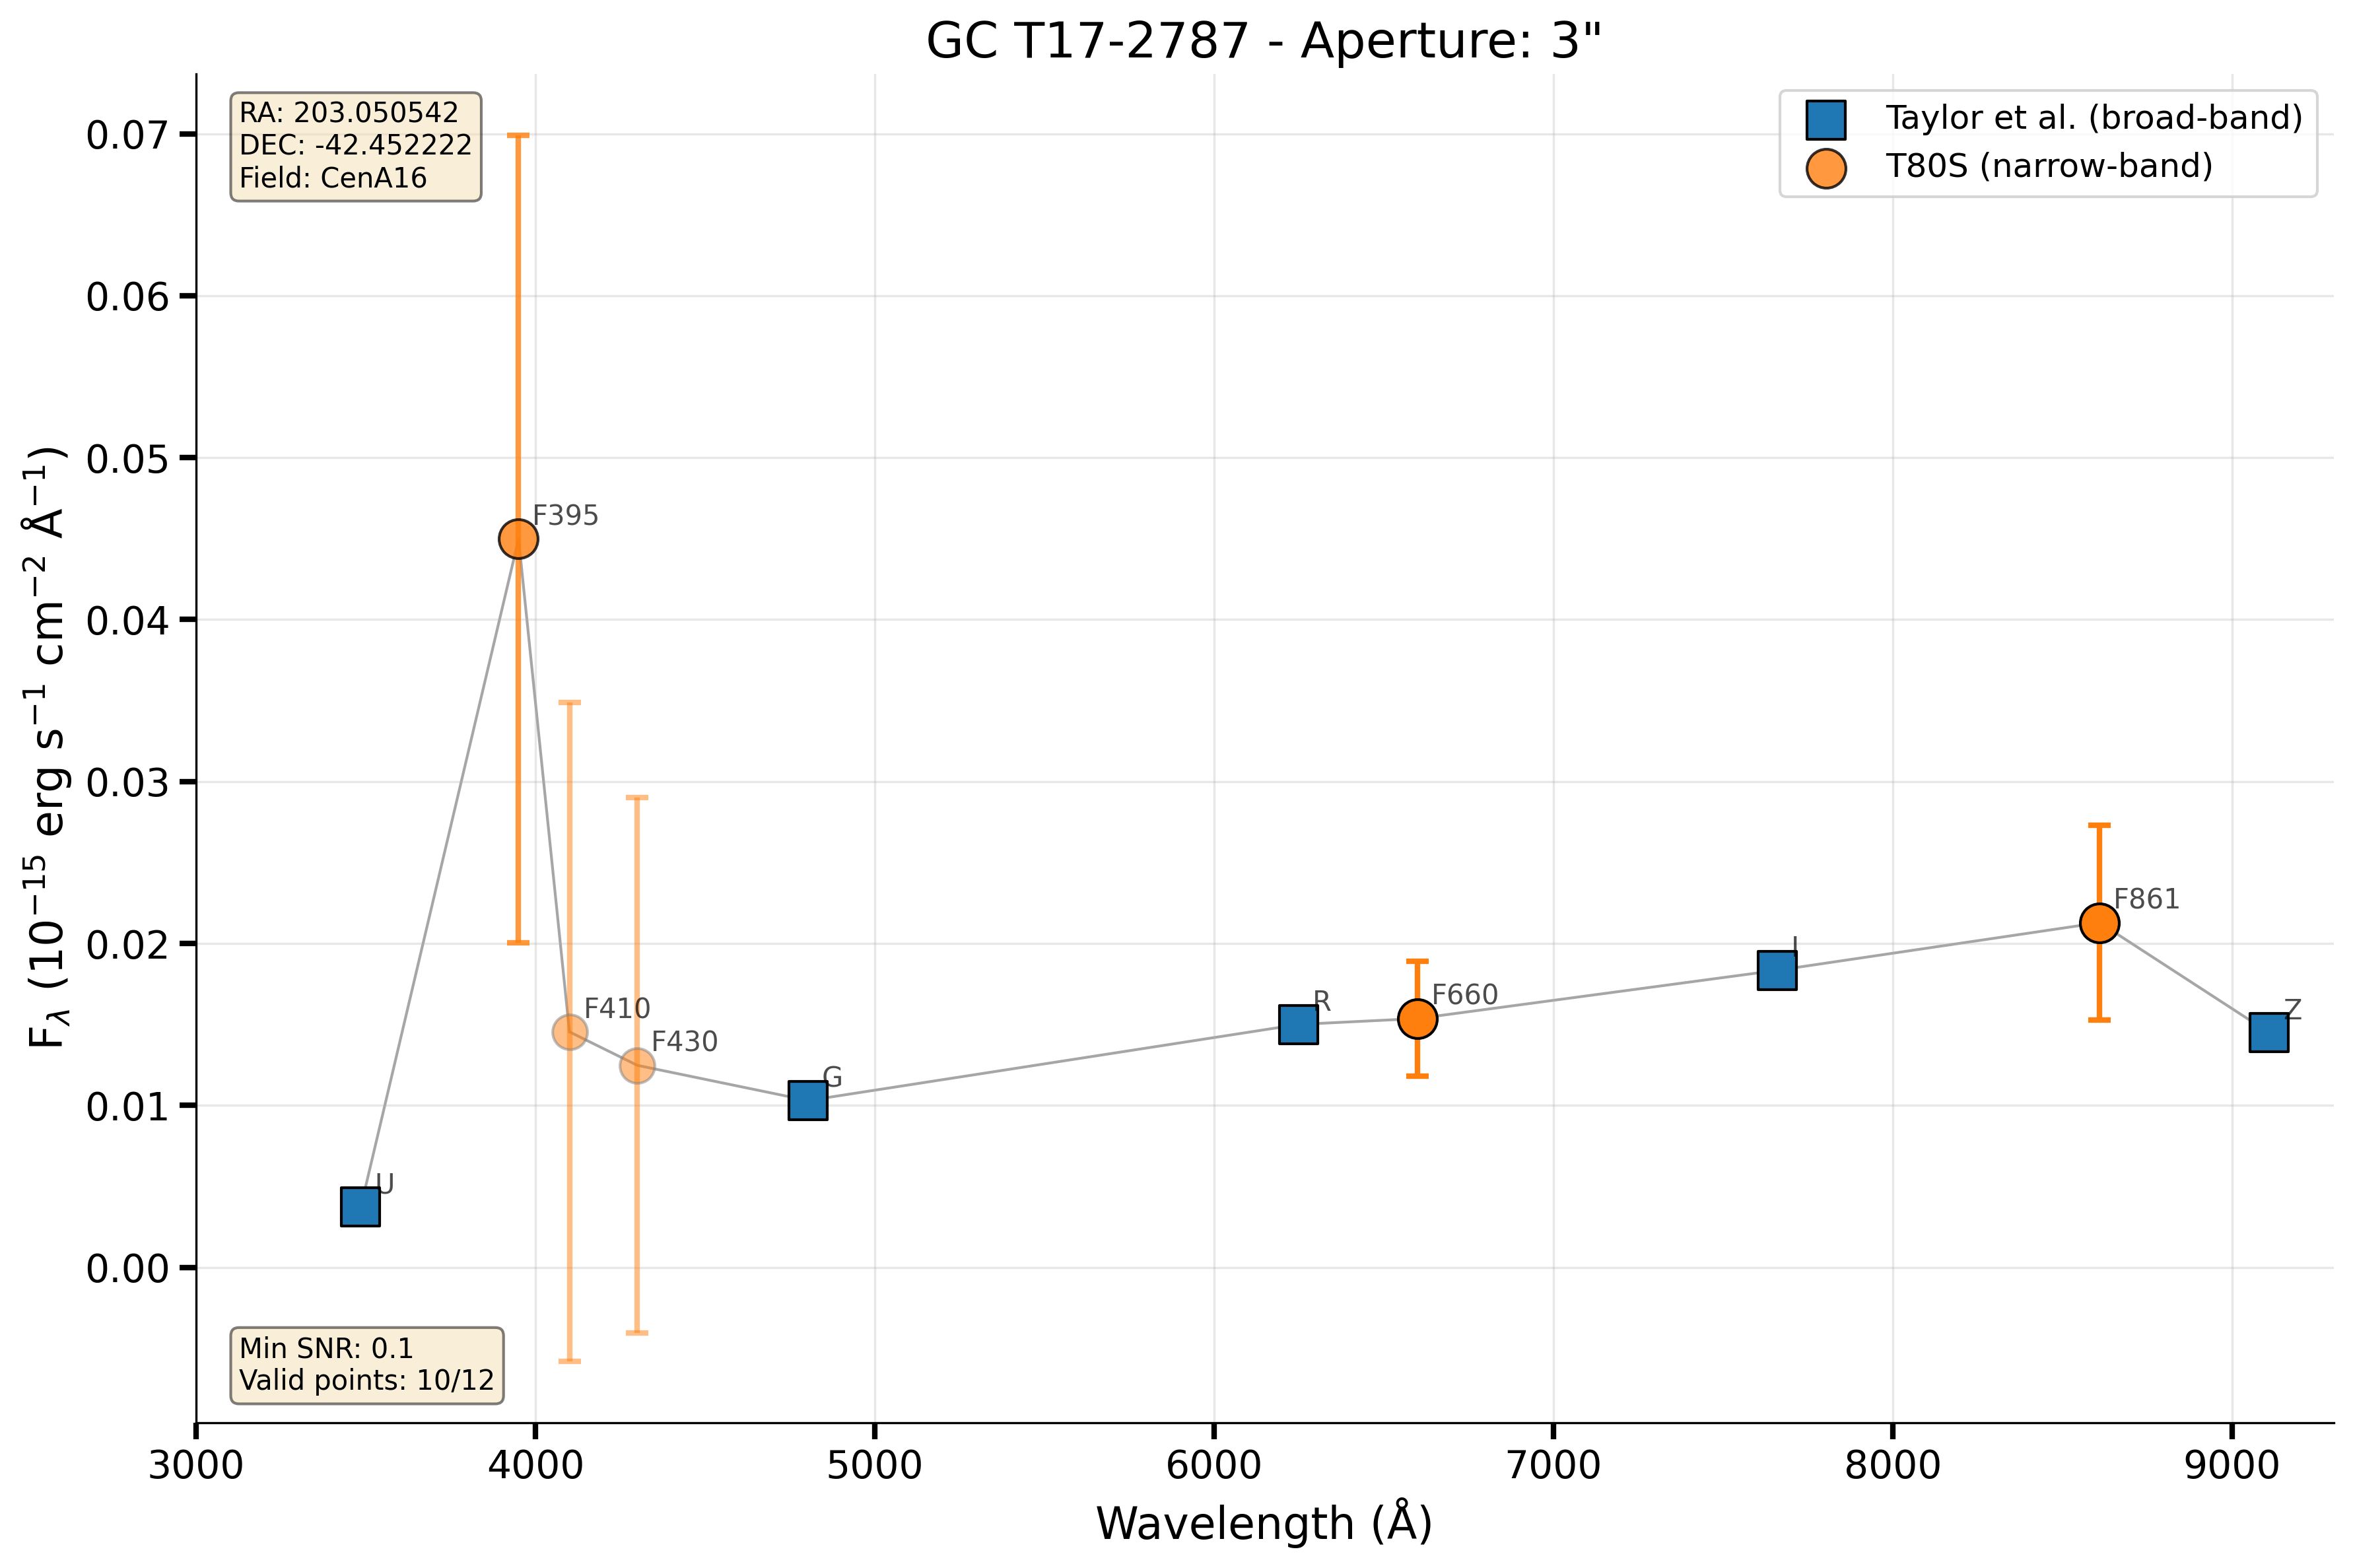 GC T17-2787 - Aperture: 3"
RA: 203.050542
DEC: -42.452222
Field: CenA16
Taylor et al. (broad-band)
T80S (narrow-band)
0.07
0.06
0.05
0.04
0.03
0.02
0.01
0.00
F_λ (10⁻¹⁵ erg s⁻¹ cm⁻² Å⁻¹)
F395
F410
F430
U
G
R
F660
I
F861
Z
Min SNR: 0.1
Valid points: 10/12
3000 4000 5000 6000 7000 8000 9000
Wavelength (Å)